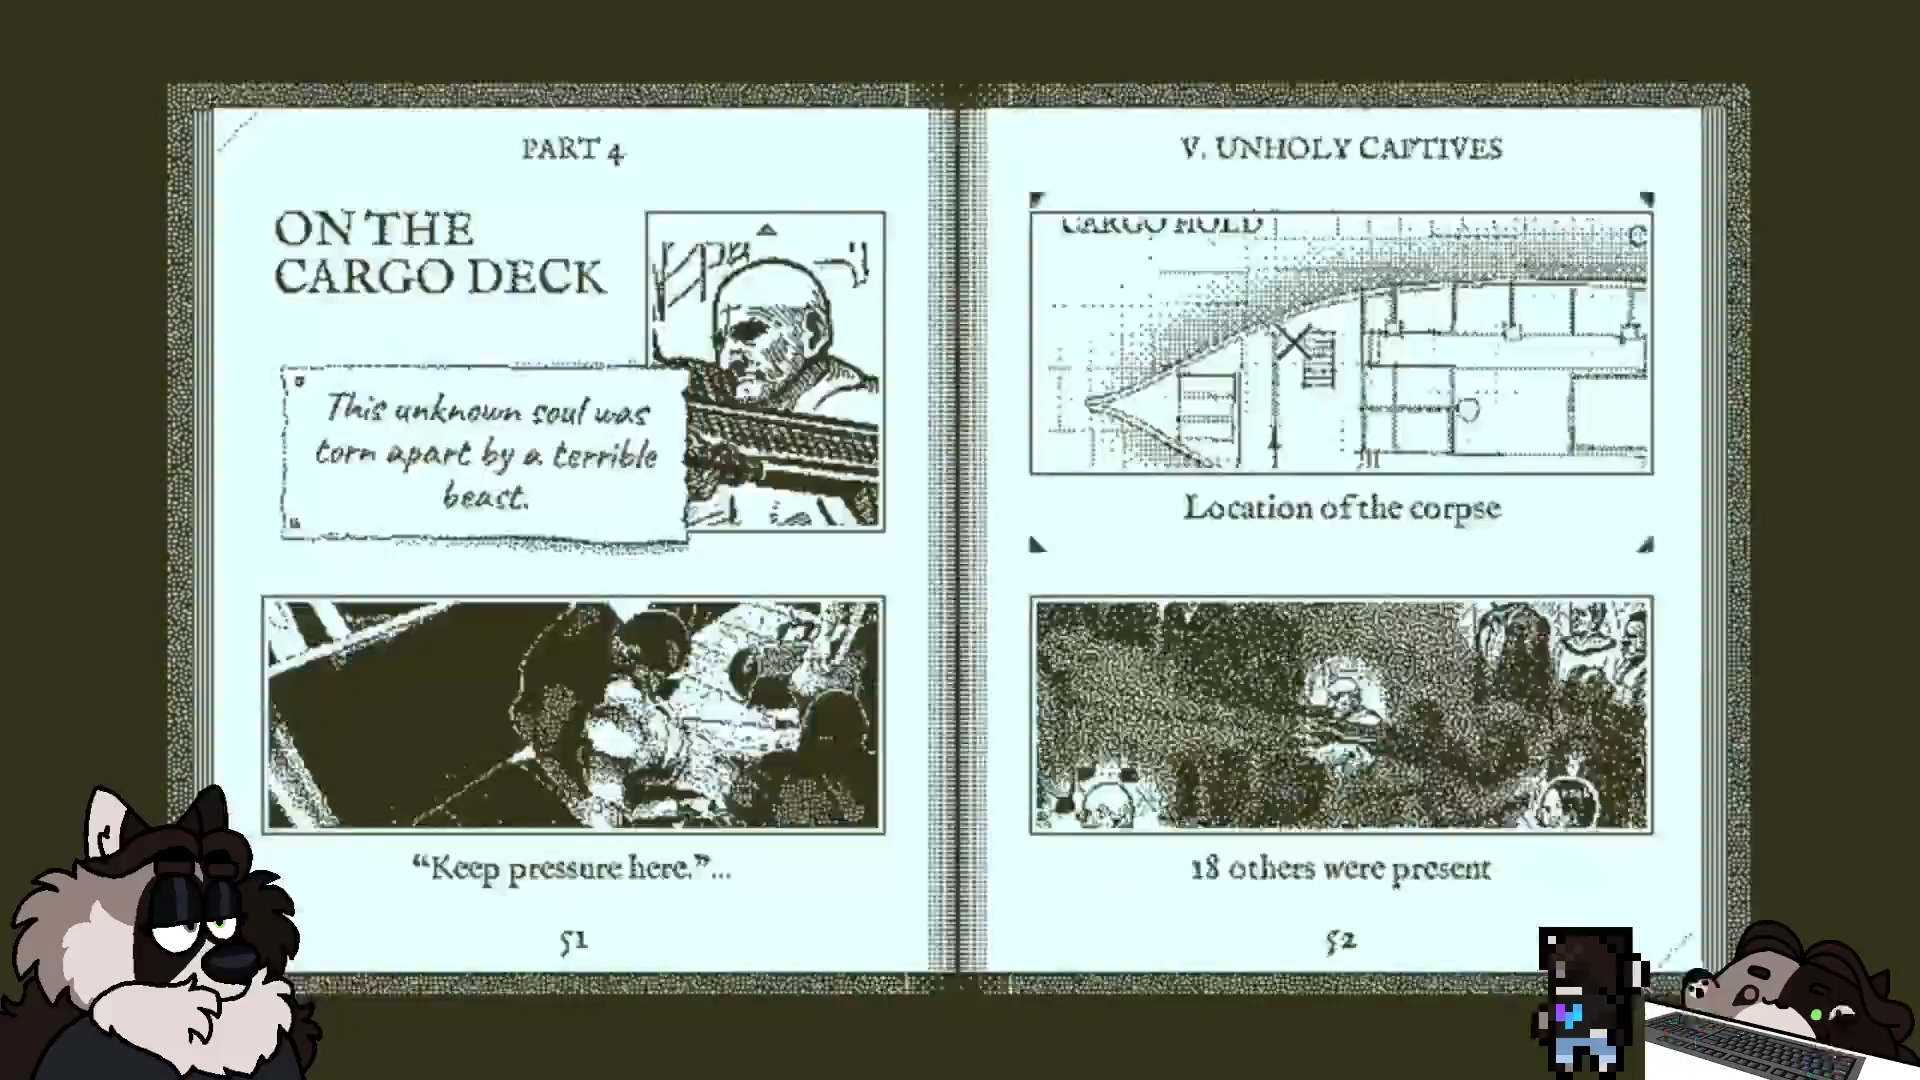 PART 4
ON THE
CARGO DECK
This unknown soul was
torn apart by a terrible
beast.
"Keep pressure here."...
51
V. UNHOLY CAPTIVES
CARGO HOLD
Location of the corpse
18 others were present
52